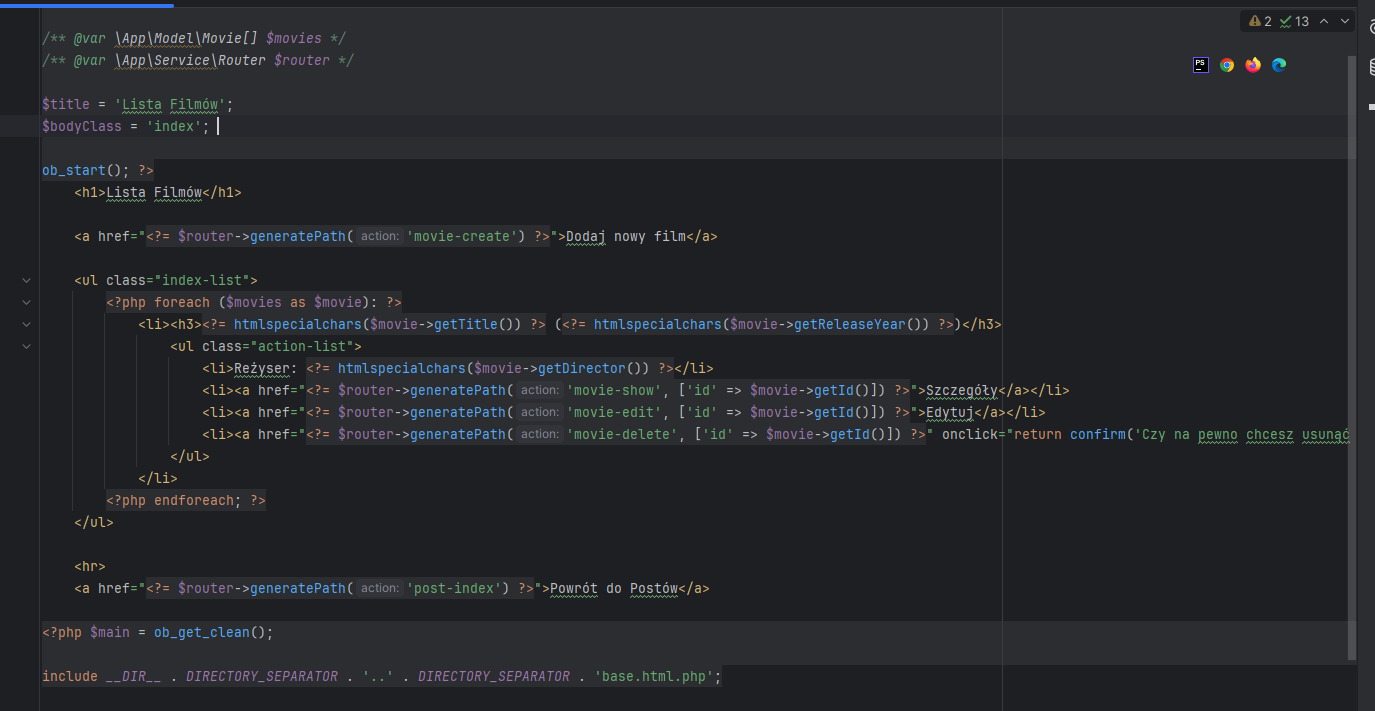 2 13
/** @var \App\Model\Movie[] $movies */
/** @var \App\Service\Router $router */
PS
$title = 'Lista Filmów';
$bodyClass = 'index';
ob_start(); ?>
<h1>Lista Filmów</h1>
<a href="<?= $router->generatePath( action: 'movie-create') ?>">Dodaj nowy film</a>
<ul class="index-list">
<?php foreach ($movies as $movie): ?>
<li><h3><?= htmlspecialchars($movie->getTitle()) ?> (<?= htmlspecialchars($movie->getReleaseYear()) ?>)</h3>
<ul class="action-list">
<li>Reżyser: <?= htmlspecialchars($movie->getDirector()) ?></li>
<li><a href="<?= $router->generatePath( action: 'movie-show', ['id' => $movie->getId()]) ?>">Szczegóły</a></li>
<li><a href="<?= $router->generatePath( action: 'movie-edit', ['id' => $movie->getId()]) ?>">Edytuj</a></li>
<li><a href="<?= $router->generatePath( action: 'movie-delete', ['id' => $movie->getId()]) ?>" onclick="return confirm('Czy na pewno chcesz usunąć
</ul>
</li>
<?php endforeach; ?>
</ul>
<hr>
<a href="<?= $router->generatePath( action: 'post-index') ?>">Powrót do Postów</a>
<?php $main = ob_get_clean();
include __DIR__ . DIRECTORY_SEPARATOR . '..' . DIRECTORY_SEPARATOR . 'base.html.php';